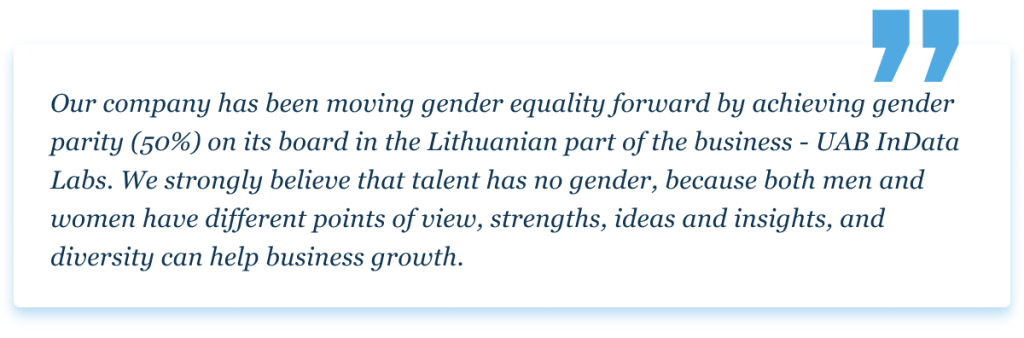 Our company has been moving gender equality forward by achieving gender
parity (50%) on its board in the Lithuanian part of the business - UAB InData
Labs. We strongly believe that talent has no gender, because both men and
women have different points of view, strengths, ideas and insights, and
diversity can help business growth.